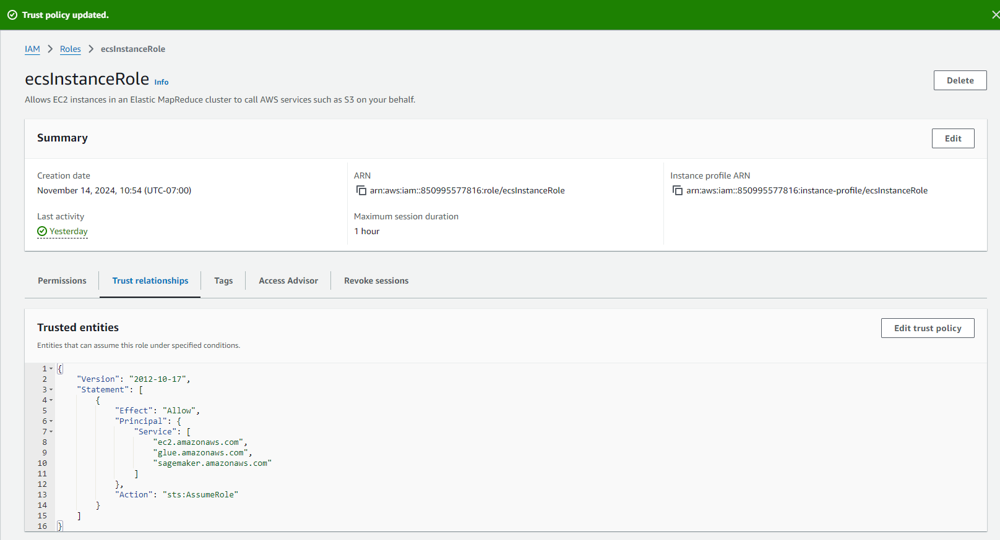 Trust policy updated.
IAM > Roles > ecsInstanceRole
ecsInstanceRole Info
Delete
Allows EC2 instances in an Elastic MapReduce cluster to call AWS services such as S3 on your behalf.
Summary
Edit
Creation date
November 14, 2024, 10:54 (UTC-07:00)
ARN
arn:aws:iam::850995577816:role/ecsInstanceRole
Instance profile ARN
arn:aws:iam::850995577816:instance-profile/ecsInstanceRole
Last activity
Yesterday
Maximum session duration
1 hour
Permissions
Trust relationships
Tags
Access Advisor
Revoke sessions
Trusted entities
Edit trust policy
Entities that can assume this role under specified conditions.
1 {
2     "Version": "2012-10-17",
3     "Statement": [
4         {
5             "Effect": "Allow",
6             "Principal": {
7                 "Service": [
8                     "ec2.amazonaws.com",
9                     "glue.amazonaws.com",
10                     "sagemaker.amazonaws.com"
11                 ]
12             },
13             "Action": "sts:AssumeRole"
14         }
15     ]
16 }